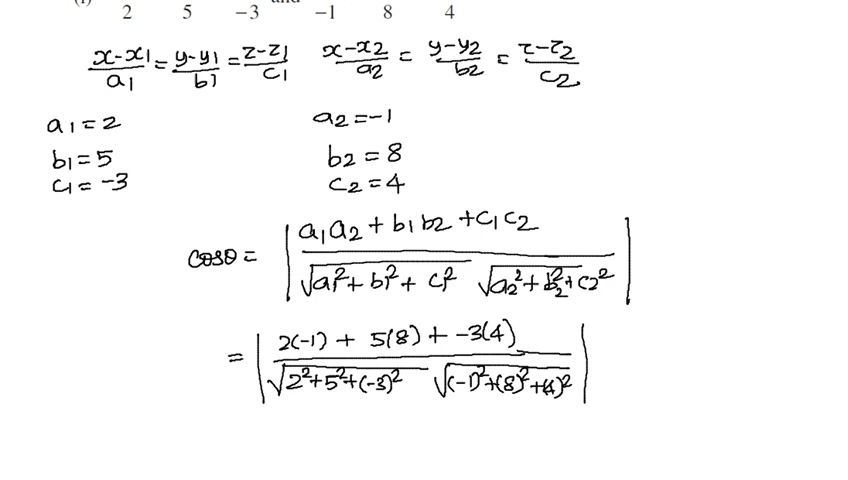 2 5 −3 −1 8 4
x-x1/a1 = y-y1/b1 = z-z1/c1 x-x2/a2 = y-y2/b2 = z-z2/c2
a1=2 a2=-1
b1=5 b2=8
c1=-3 c2=4
cosθ= |a1a2+b1b2+c1c2 / √a1²+b1²+c1² √a2²+b2²+c2²|
= |2(-1) + 5(8) + -3(4) / √2²+5²+(-3)² √(-1)²+(8)²+(4)²|